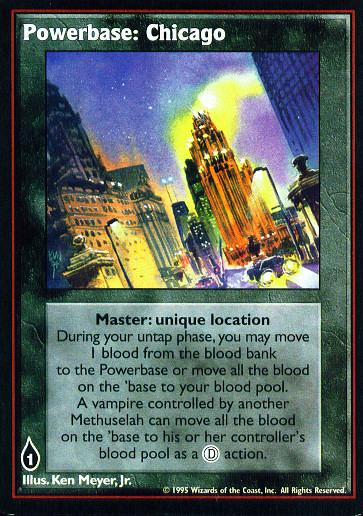 Powerbase: Chicago
Master: unique location
During your untap phase, you may move
1 blood from the blood bank
to the Powerbase or move all the blood
on the 'base to your blood pool.
A vampire controlled by another
Methuselah can move all the blood
on the 'base to his or her controller's
blood pool as a Ⓓ action.
1
Illus. Ken Meyer, Jr.
© 1995 Wizards of the Coast, Inc. All Rights Reserved.